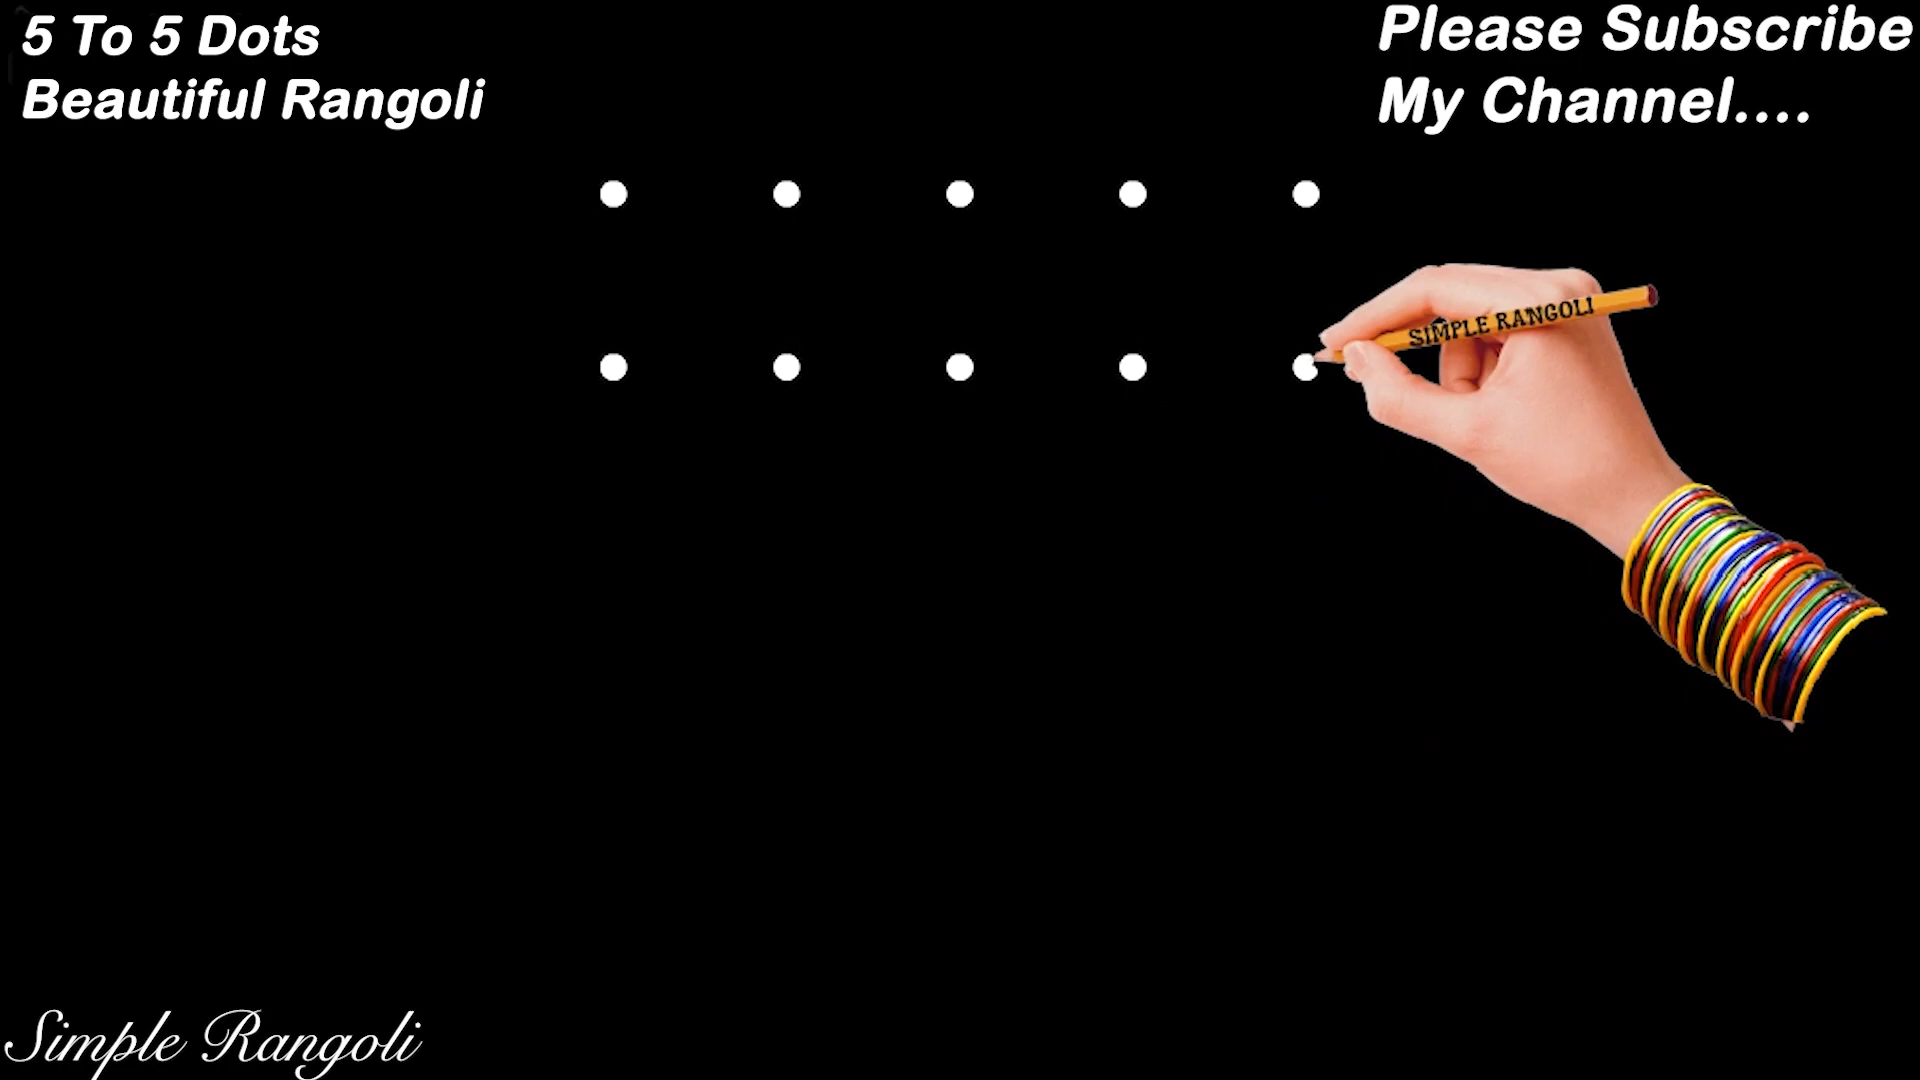 5 To 5 Dots
Beautiful Rangoli
Please Subscribe
My Channel....
SIMPLE RANGOLI
Simple Rangoli